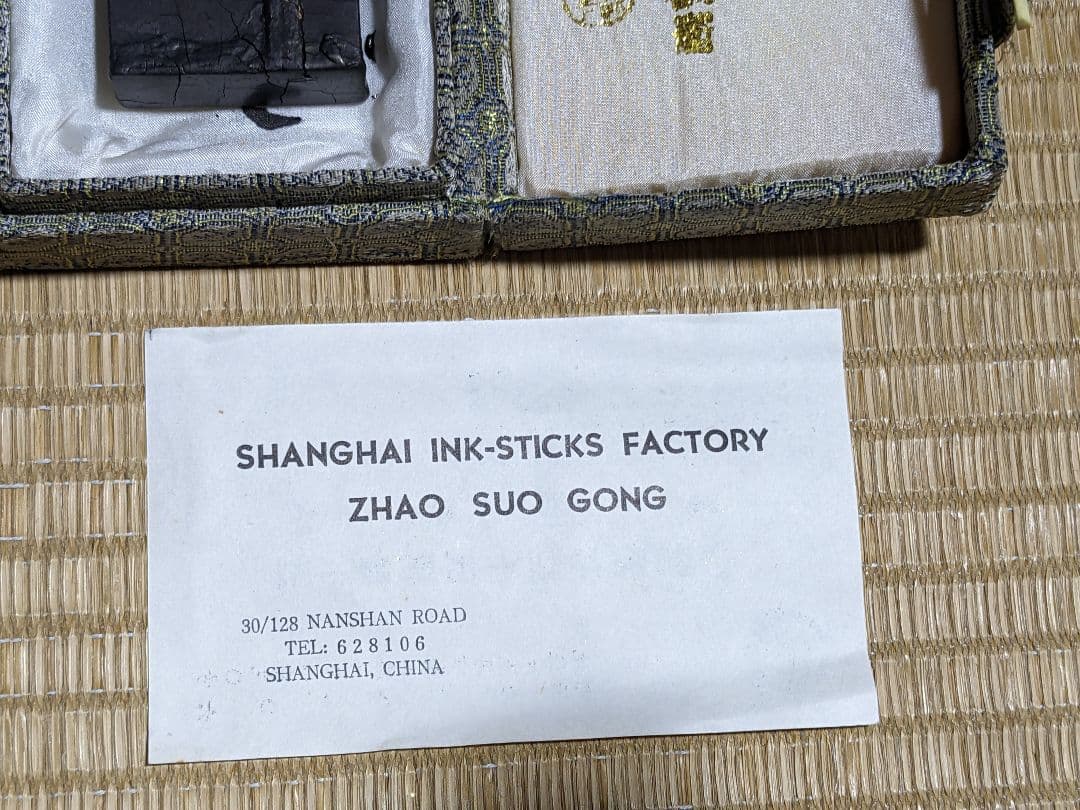 SHANGHAI INK-STICKS FACTORY
ZHAO SUO GONG
30/128 NANSHAN ROAD
TEL: 628106
SHANGHAI, CHINA